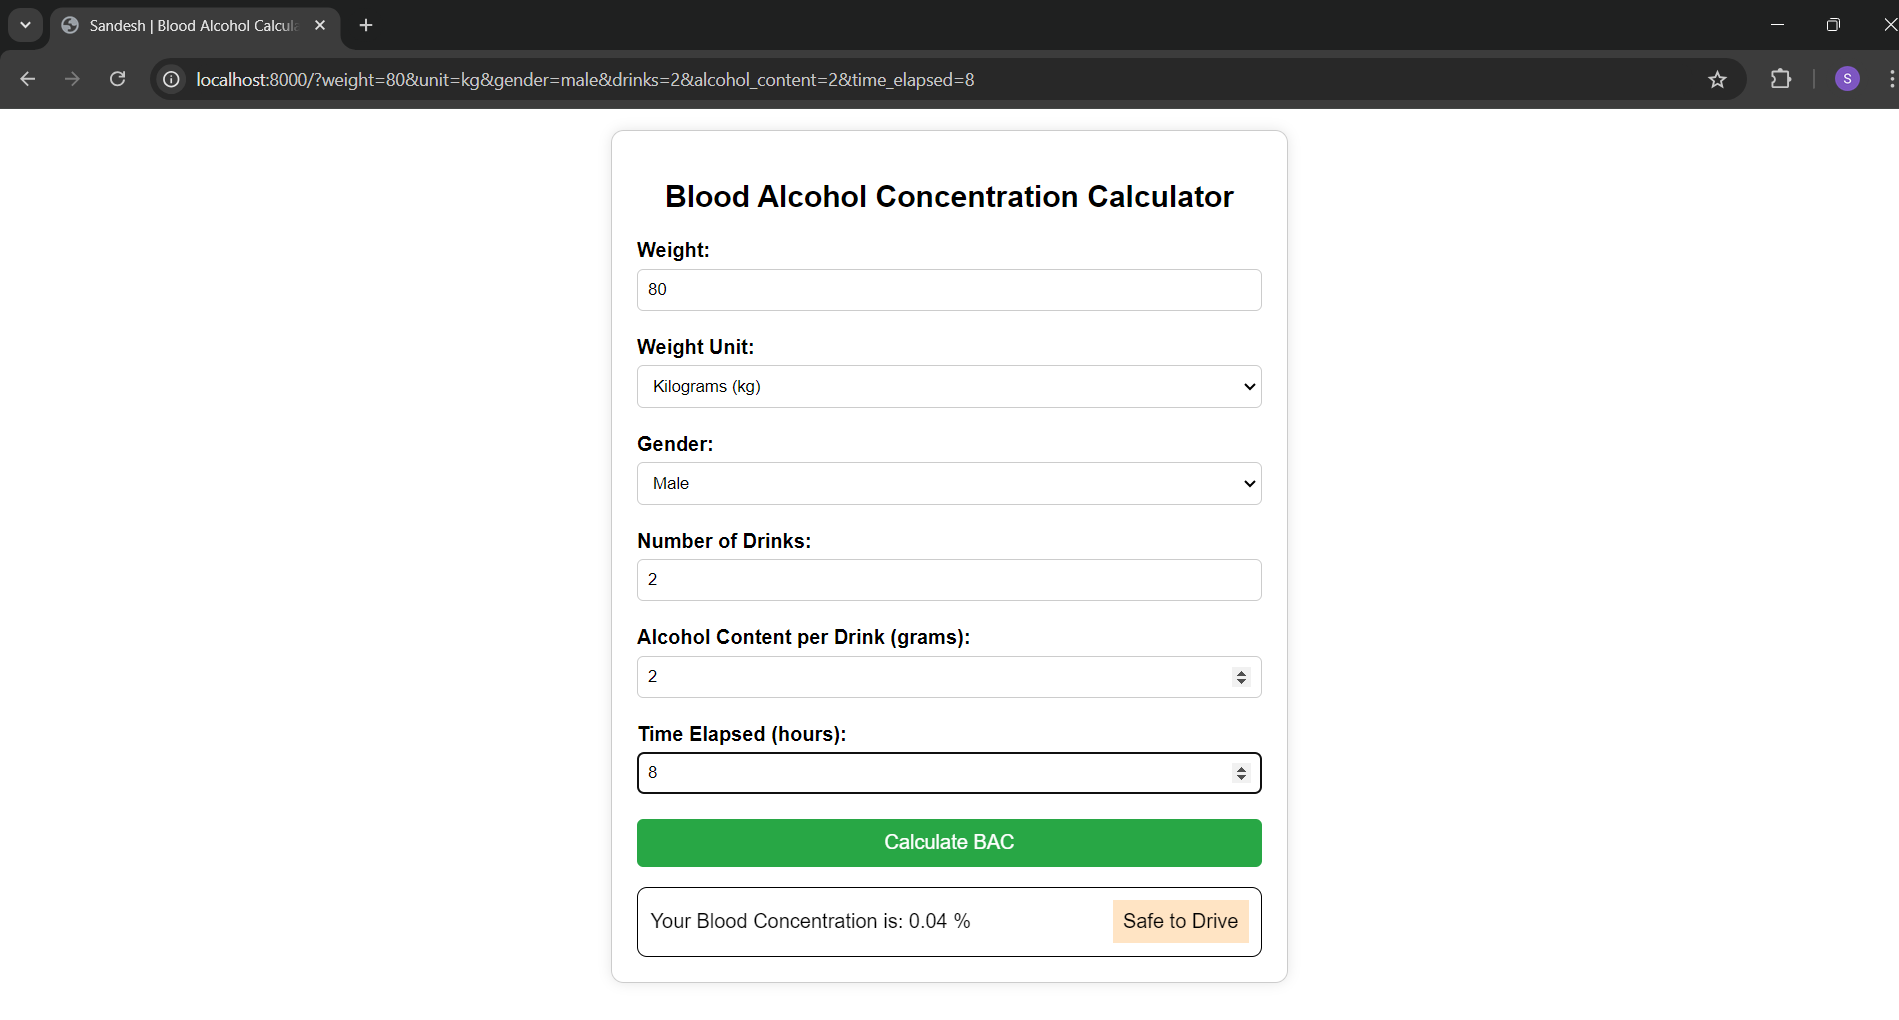 Sandesh | Blood Alcohol Calcula
localhost:8000/?weight=80&unit=kg&gender=male&drinks=2&alcohol_content=2&time_elapsed=8
S
Blood Alcohol Concentration Calculator
Weight:
80
Weight Unit:
Kilograms (kg)
Gender:
Male
Number of Drinks:
2
Alcohol Content per Drink (grams):
2
Time Elapsed (hours):
8
Calculate BAC
Your Blood Concentration is: 0.04 % Safe to Drive